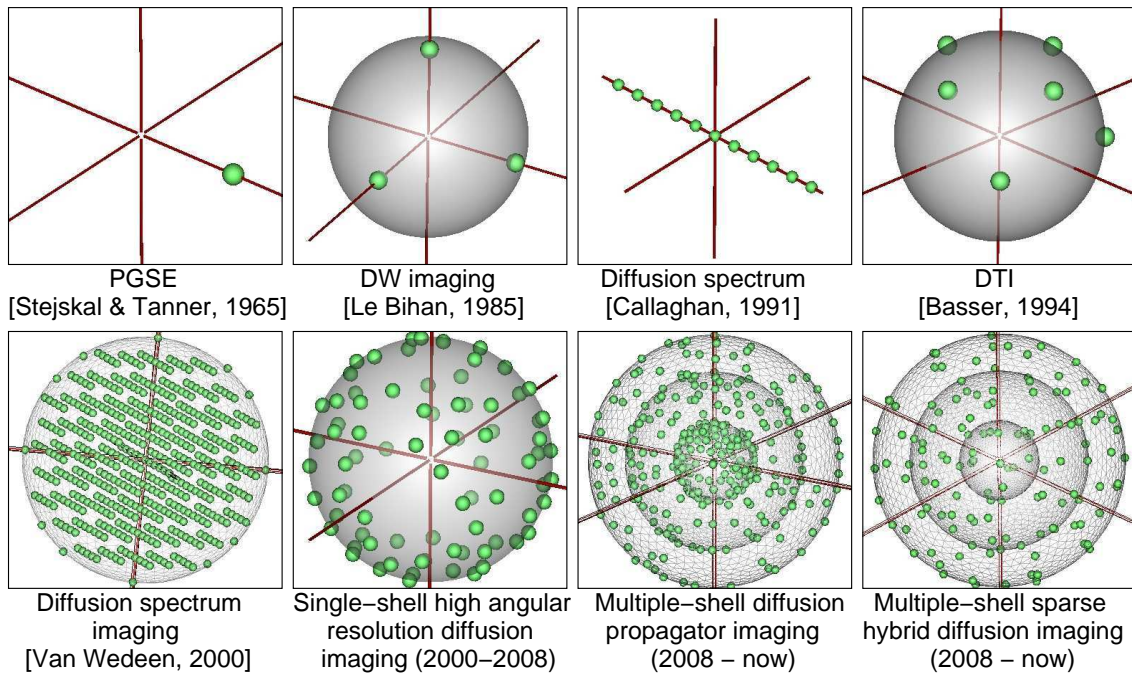 PGSE
[Stejskal & Tanner, 1965]
DW imaging
[Le Bihan, 1985]
Diffusion spectrum
[Callaghan, 1991]
DTI
[Basser, 1994]
Diffusion spectrum
imaging
[Van Wedeen, 2000]
Single−shell high angular
resolution diffusion
imaging (2000−2008)
Multiple−shell diffusion
propagator imaging
(2008 − now)
Multiple−shell sparse
hybrid diffusion imaging
(2008 − now)